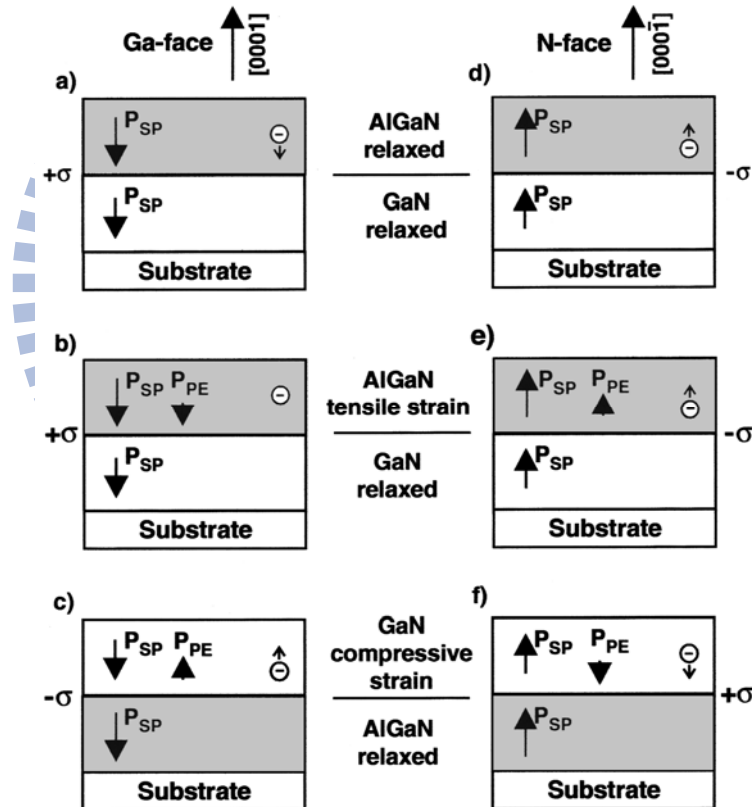 Ga-face
[0001]
N-face
[0001̄]
a)
P_SP
−
+σ
P_SP
Substrate
AlGaN
relaxed
GaN
relaxed
d)
P_SP
−
-σ
P_SP
Substrate
b)
P_SP P_PE
−
+σ
P_SP
Substrate
AlGaN
tensile strain
GaN
relaxed
e)
P_SP P_PE
−
-σ
P_SP
Substrate
c)
P_SP P_PE
−
-σ
P_SP
Substrate
GaN
compressive
strain
AlGaN
relaxed
f)
P_SP P_PE
−
+σ
P_SP
Substrate